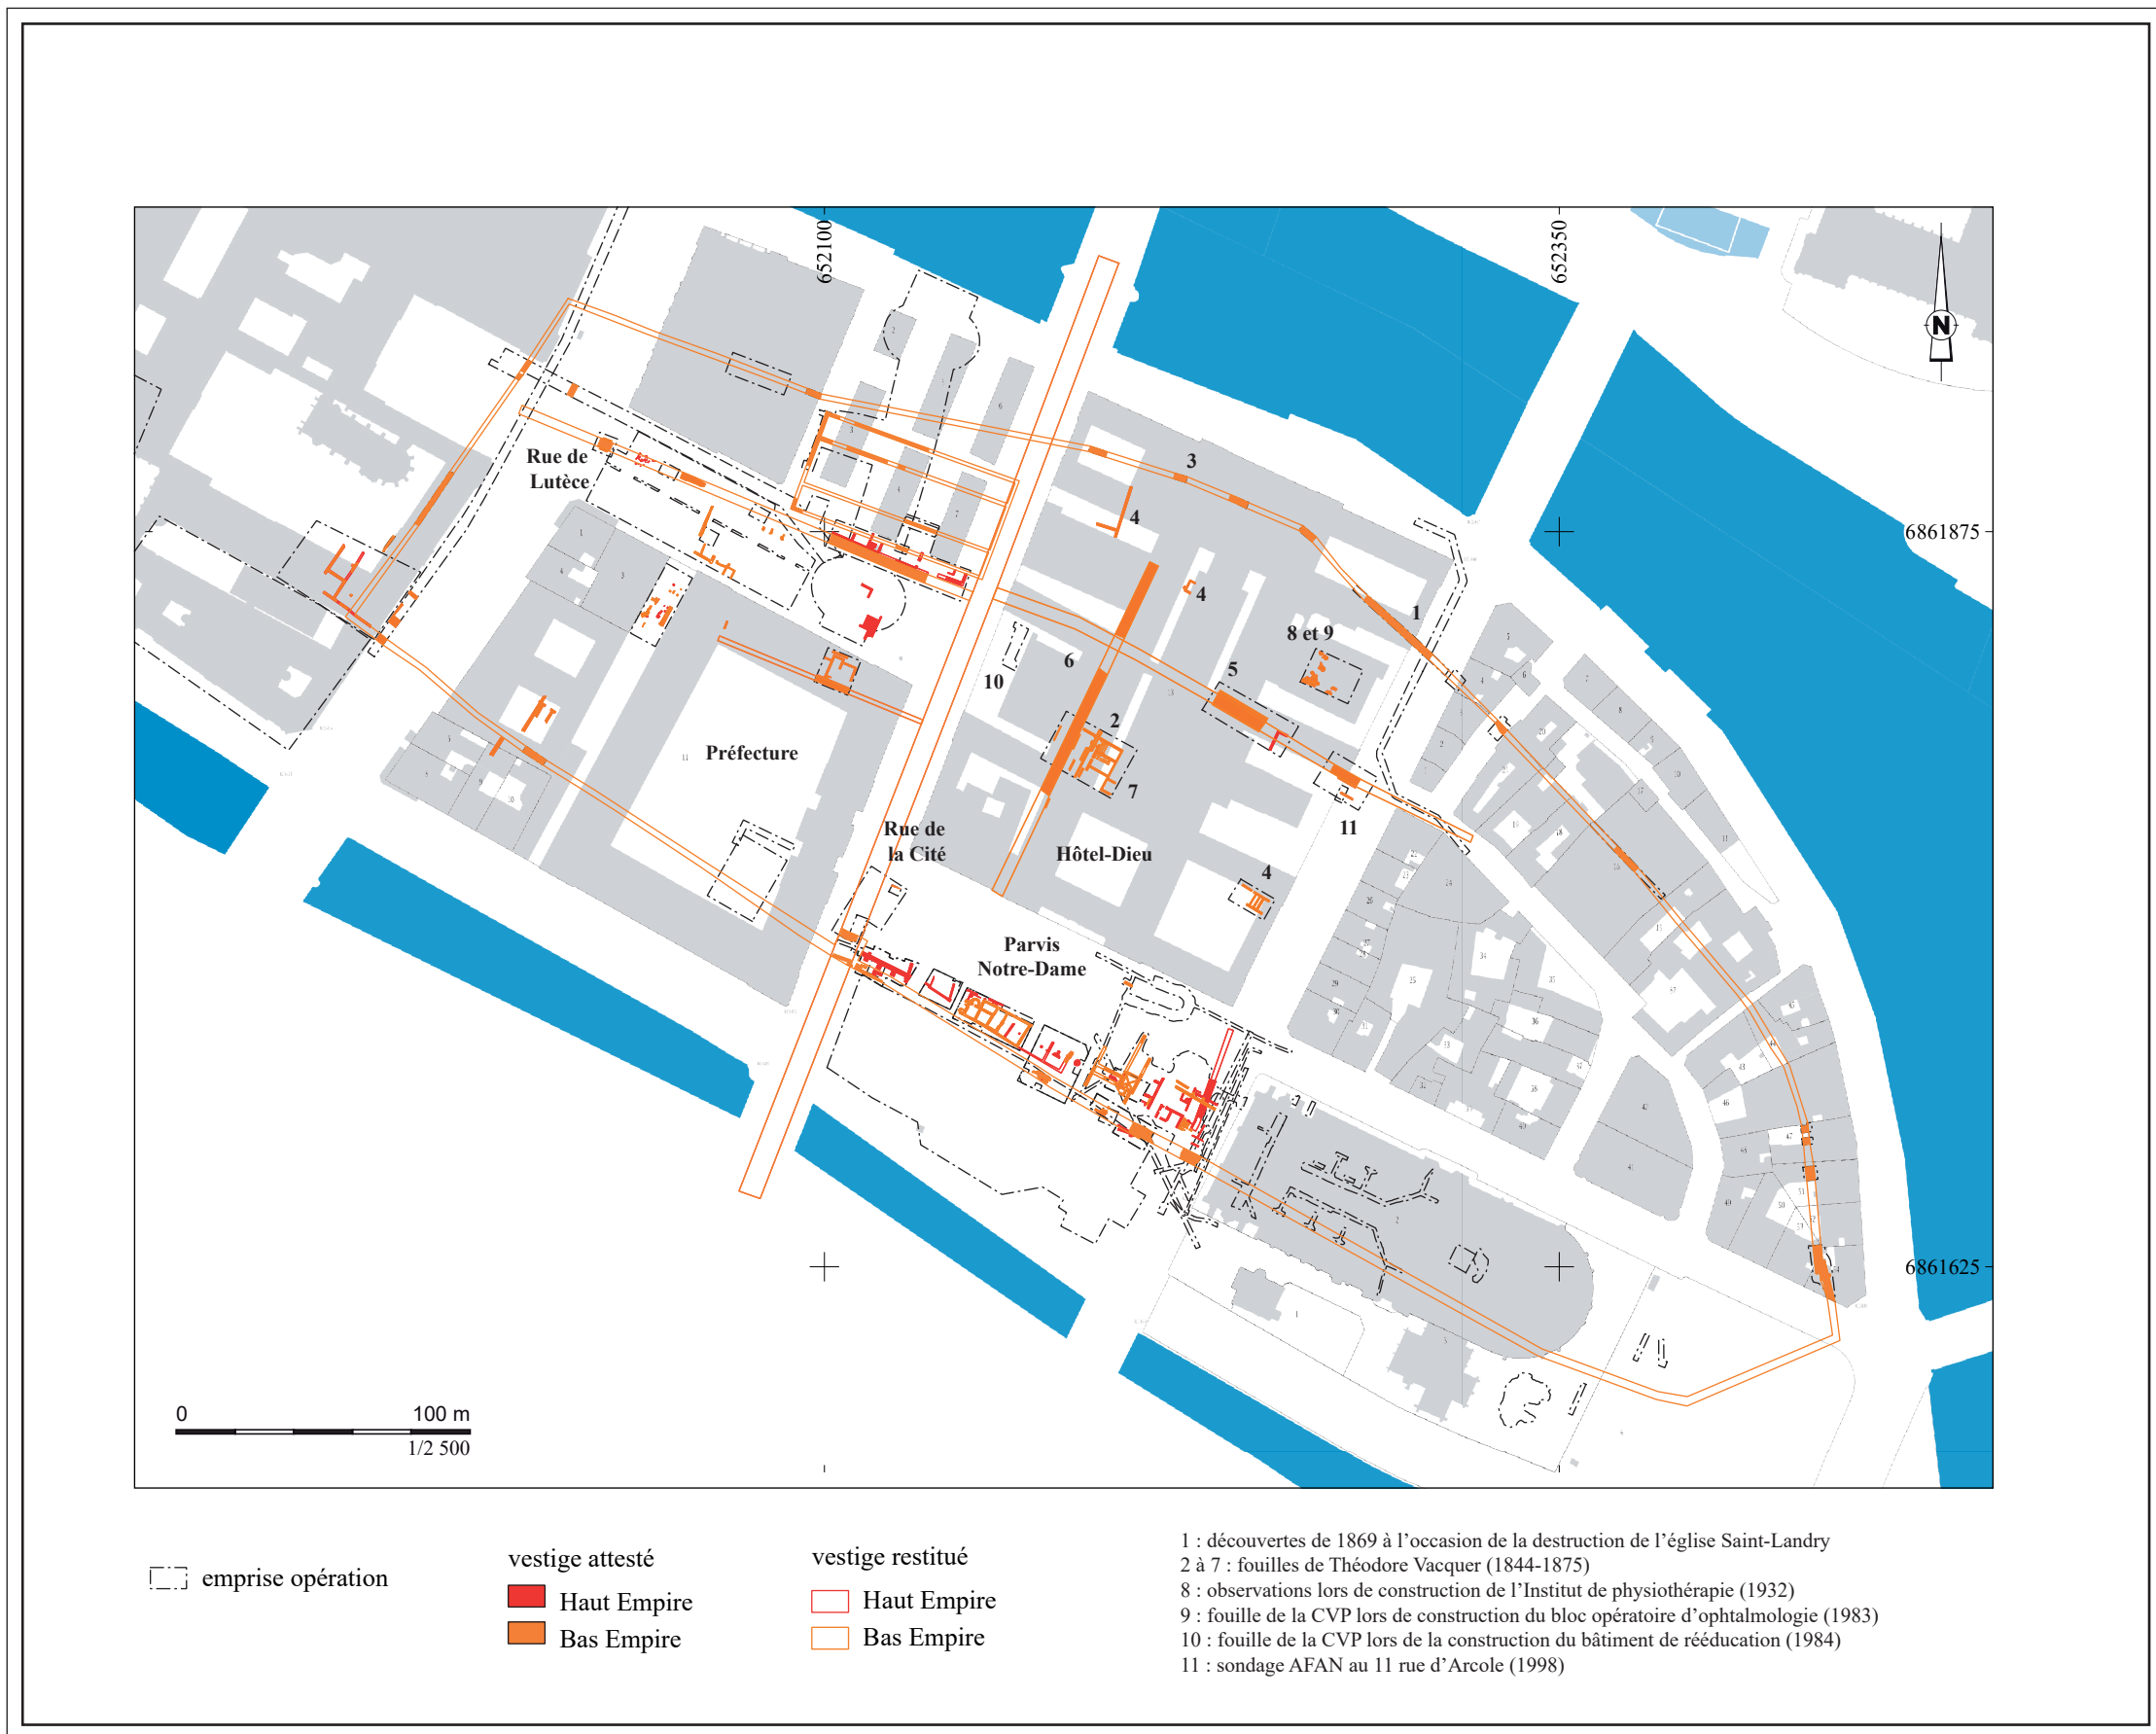 652100
652350
N
3
Rue de
Lutèce
4
6861875
4
1
8 et 9
6
5
10
2
Préfecture
7
Rue de
la Cité
11
Hôtel-Dieu
4
Parvis
Notre-Dame
6861625
0 100 m
1/2 500
emprise opération
vestige attesté
Haut Empire
Bas Empire
vestige restitué
Haut Empire
Bas Empire
1 : découvertes de 1869 à l’occasion de la destruction de l’église Saint-Landry
2 à 7 : fouilles de Théodore Vacquer (1844-1875)
8 : observations lors de construction de l’Institut de physiothérapie (1932)
9 : fouille de la CVP lors de construction du bloc opératoire d’ophtalmologie (1983)
10 : fouille de la CVP lors de la construction du bâtiment de rééducation (1984)
11 : sondage AFAN au 11 rue d’Arcole (1998)